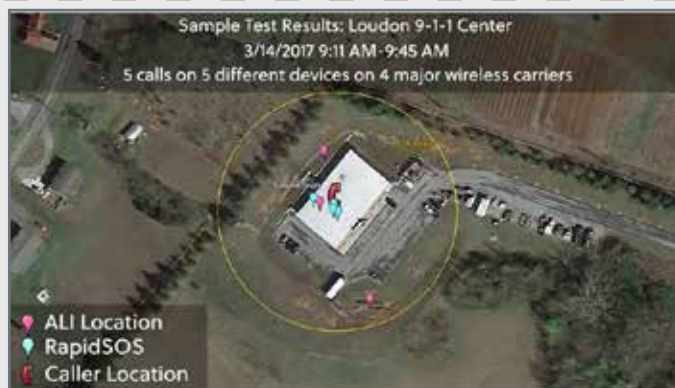 Sample Test Results: Loudon 9-1-1 Center
3/14/2017 9:11 AM-9:45 AM
5 calls on 5 different devices on 4 major wireless carriers
ALI Location
RapidSOS
Caller Location